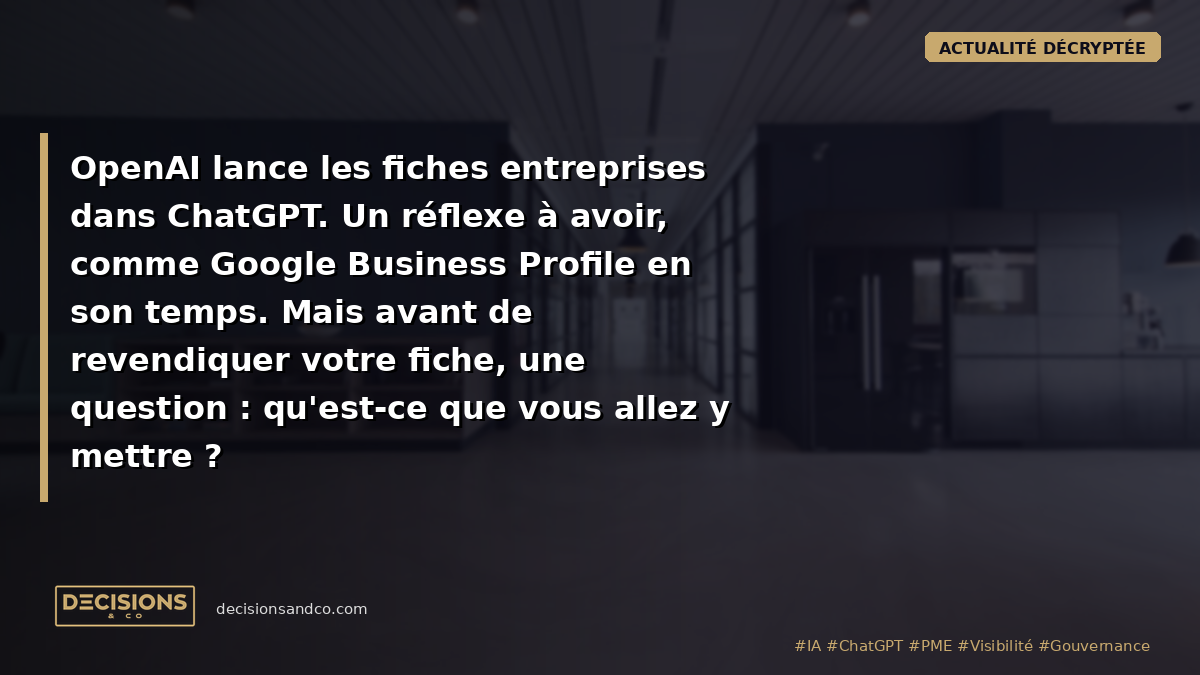 ACTUALITÉ DÉCRYPTÉE
OpenAI lance les fiches entreprises
dans ChatGPT. Un réflexe à avoir,
comme Google Business Profile en
son temps. Mais avant de
revendiquer votre fiche, une
question : qu'est-ce que vous allez y
mettre ?
DECISIONS
& CO
decisionsandco.com
#IA #ChatGPT #PME #Visibilité #Gouvernance